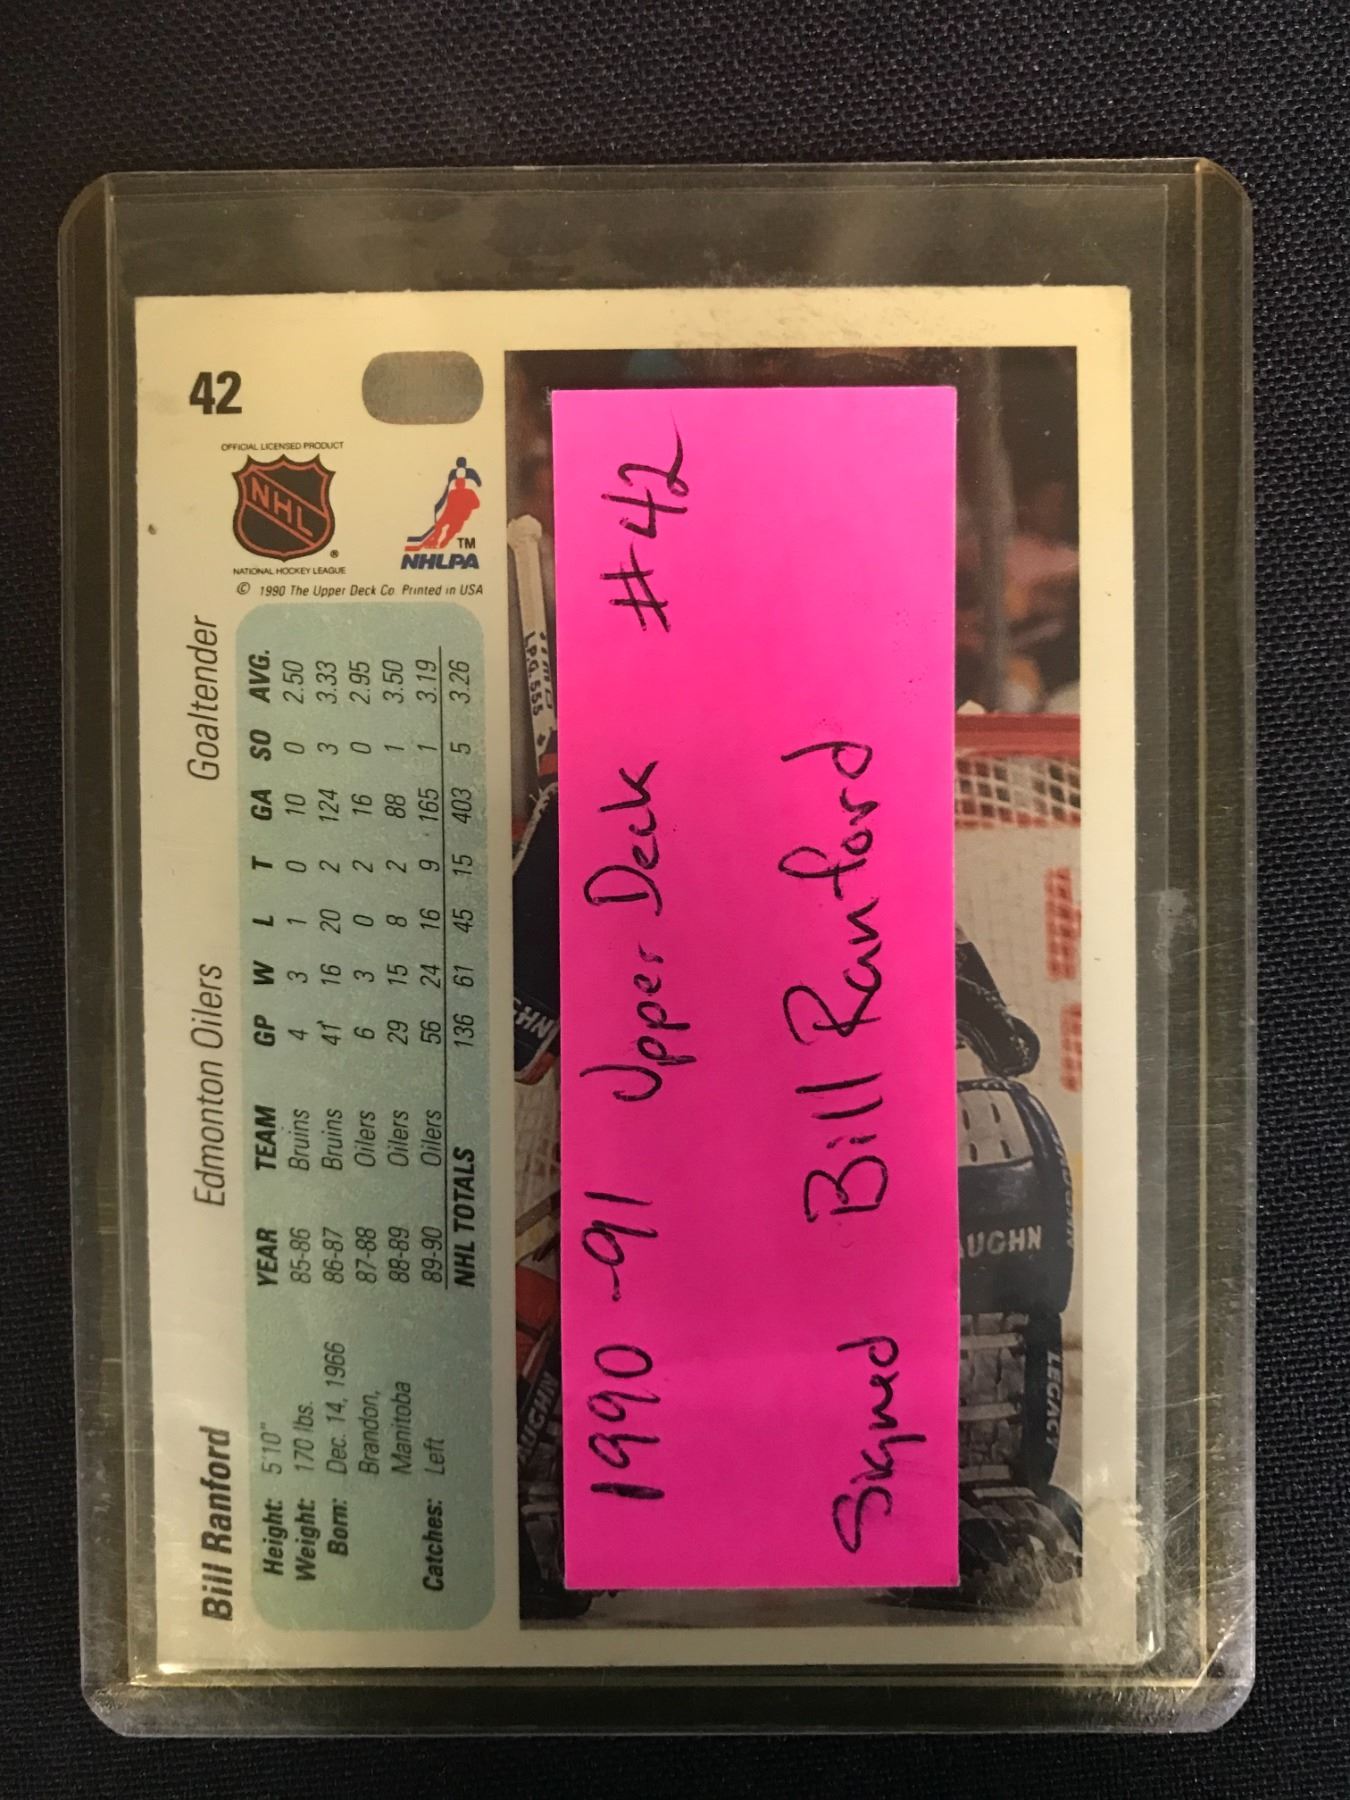 Bill Ranford Edmonton Oilers Goaltender 42
Height: 5'10"
Weight: 170 lbs.
Born: Dec. 14, 1966
Brandon,
Manitoba
Catches: Left
YEAR TEAM GP W L T GA SO AVG.
85-86 Bruins 4 3 1 0 10 0 2.50
86-87 Bruins 41 16 20 2 124 3 3.33
87-88 Oilers 6 3 0 2 16 0 2.95
88-89 Oilers 29 15 8 2 88 1 3.50
89-90 Oilers 56 24 16 9 165 1 3.19
NHL TOTALS 136 61 45 15 403 5 3.26
OFFICIAL LICENSED PRODUCT
NHL
®
NATIONAL HOCKEY LEAGUE
TM
NHLPA
© 1990 The Upper Deck Co. Printed in USA
1990-91 Upper Deck #42
Signed Bill Ranford
AUGHN
UGHN
LEGACY